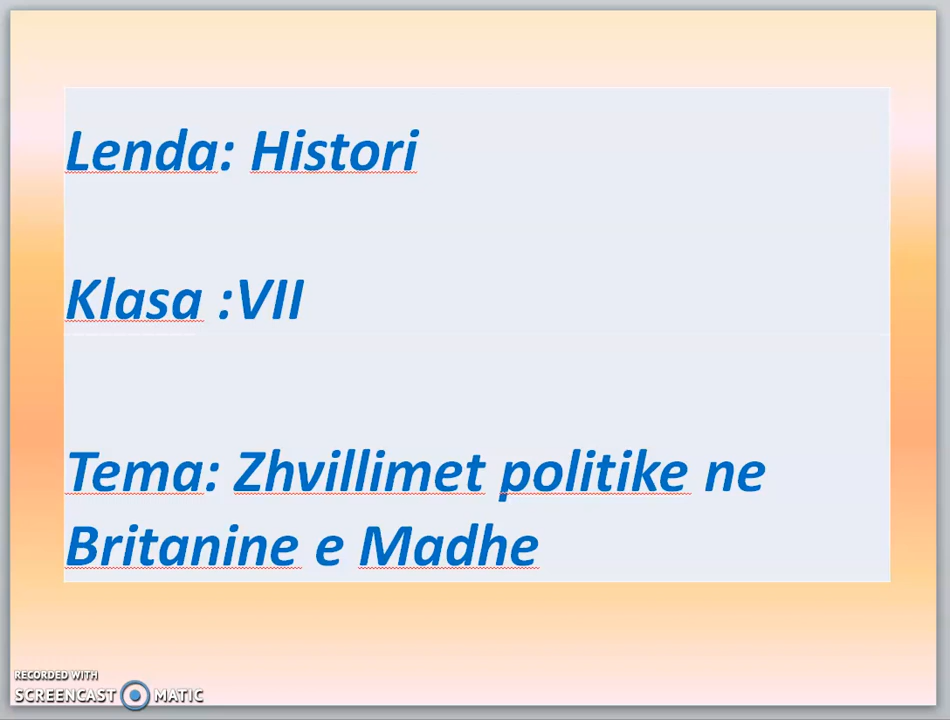 Lenda: Histori
Klasa :VII
Tema: Zhvillimet politike ne
Britanine e Madhe
RECORDED WITH
SCREENCAST MATIC